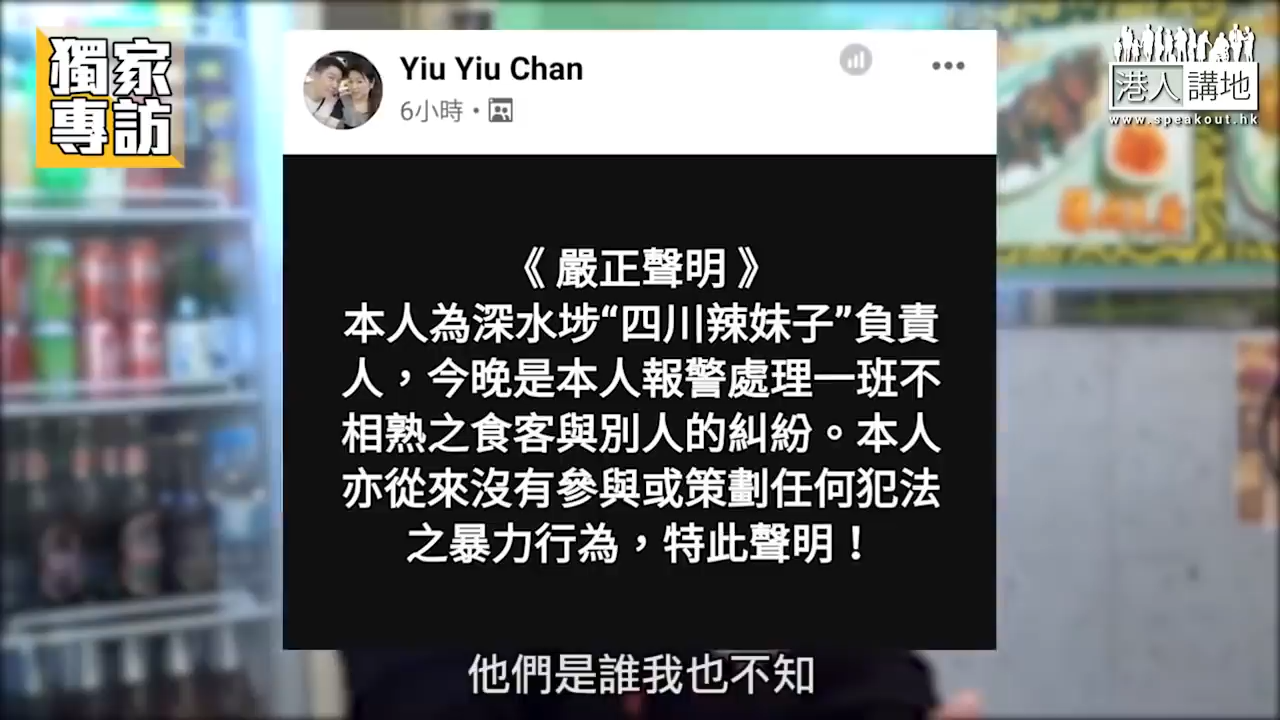 獨家
專訪
Yiu Yiu Chan
6小時
港人講地
www.speakout.hk
《 嚴正聲明 》
本人為深水埗“四川辣妹子”負責
人，今晚是本人報警處理一班不
相熟之食客與別人的糾紛。本人
亦從來沒有參與或策劃任何犯法
之暴力行為，特此聲明！
他們是誰我也不知